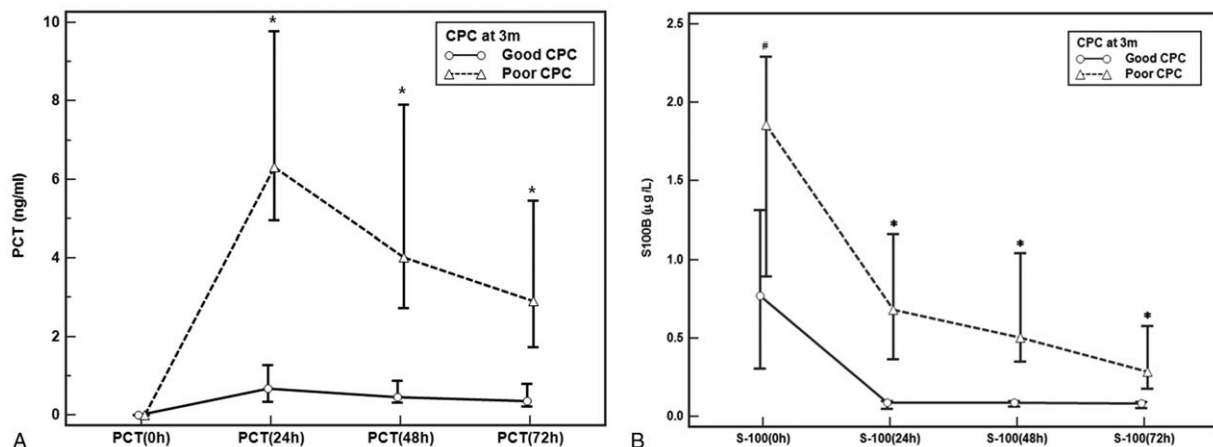 10
8
6
4
2
0
PCT (ng/ml)
*
*
*
CPC at 3m
Good CPC
Poor CPC
PCT(0h) PCT(24h) PCT(48h) PCT(72h)
A
2.5
2.0
1.5
1.0
0.5
0.0
S100B (μg/L)
#
*
*
*
CPC at 3m
Good CPC
Poor CPC
S-100(0h) S-100(24h) S-100(48h) S-100(72h)
B